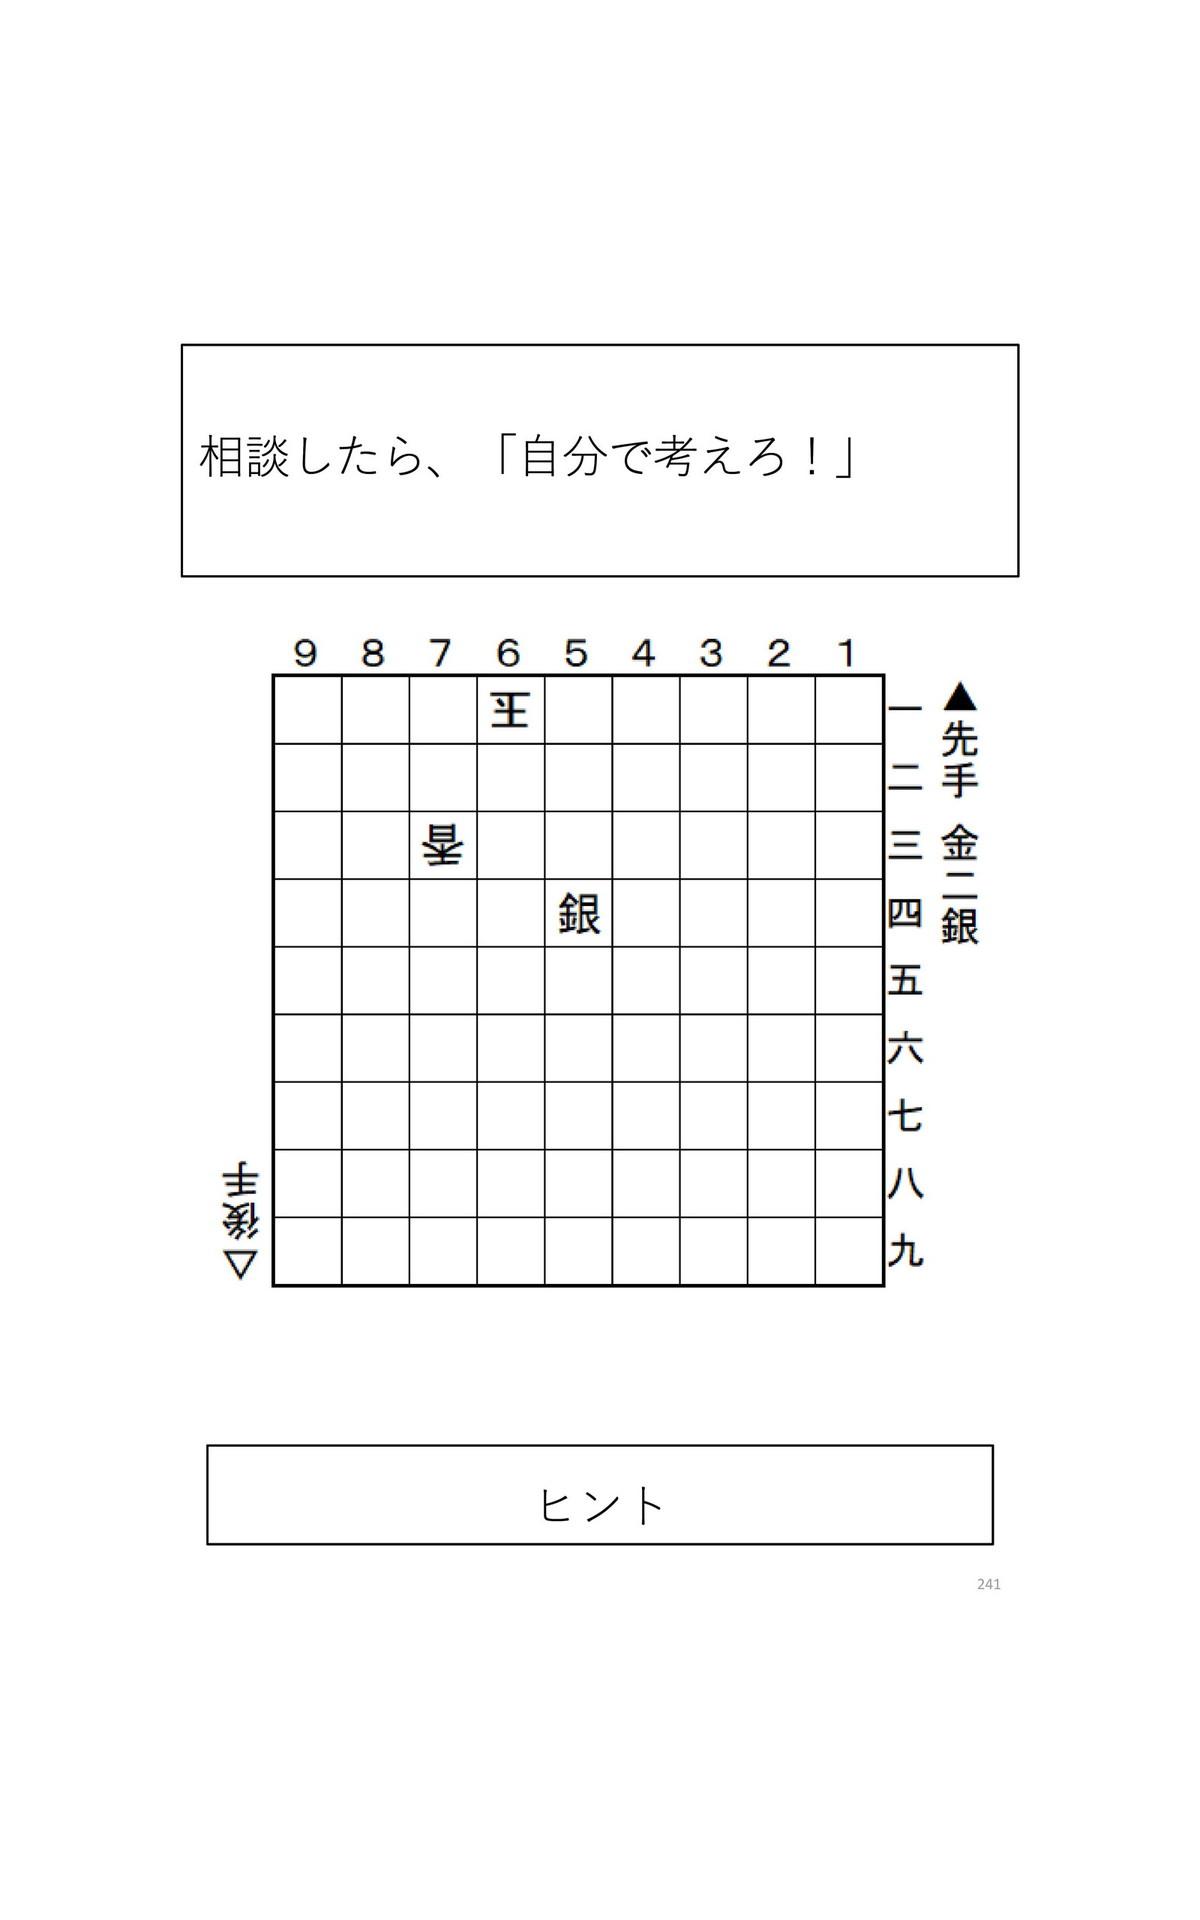 相談したら、「自分で考えろ！」
9 8 7 6 5 4 3 2 1
王
香
銀
一
二
三
四
五
六
七
八
九
▲先手 金二銀
△後手
ヒント
241